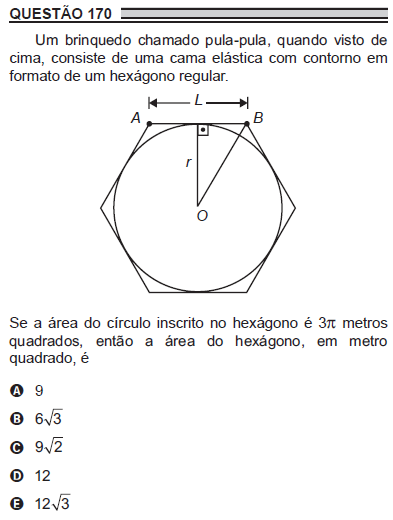 QUESTÃO 170
Um brinquedo chamado pula-pula, quando visto de
cima, consiste de uma cama elástica com contorno em
formato de um hexágono regular.
L
A
B
r
O
Se a área do círculo inscrito no hexágono é 3π metros
quadrados, então a área do hexágono, em metro
quadrado, é
A 9
B 6√3
C 9√2
D 12
E 12√3